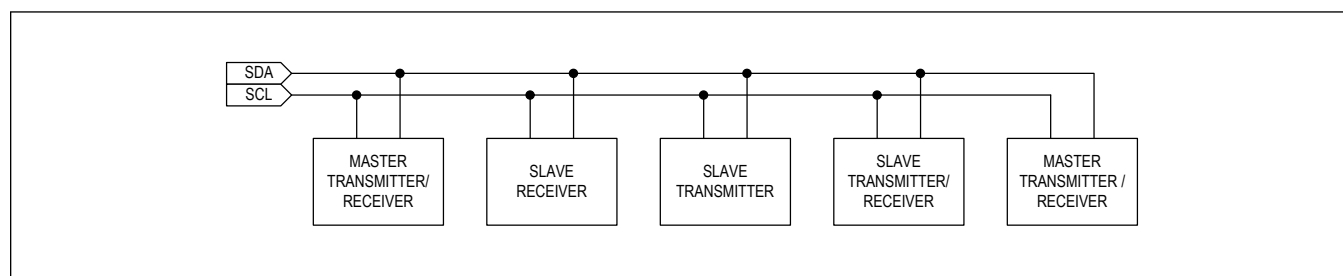 SDA
SCL
MASTER
TRANSMITTER/
RECEIVER
SLAVE
RECEIVER
SLAVE
TRANSMITTER
SLAVE
TRANSMITTER/
RECEIVER
MASTER
TRANSMITTER /
RECEIVER